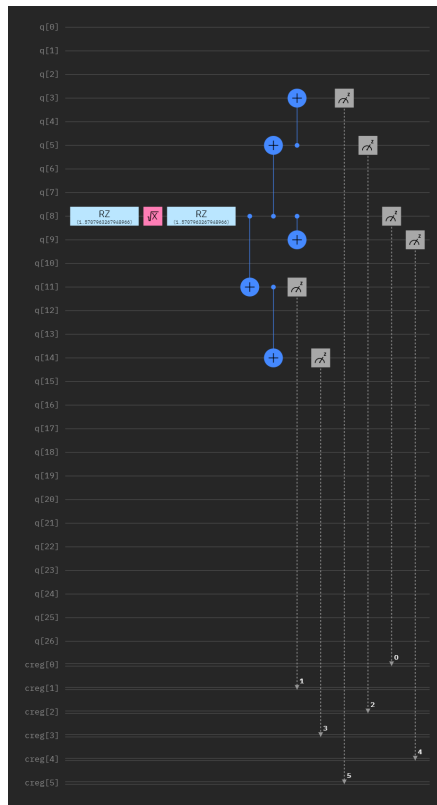 q[0]
q[1]
q[2]
q[3]
q[4]
q[5]
q[6]
q[7]
q[8] RZ (1.5707963267948966) √X RZ (1.5707963267948966)
q[9]
q[10]
q[11]
q[12]
q[13]
q[14]
q[15]
q[16]
q[17]
q[18]
q[19]
q[20]
q[21]
q[22]
q[23]
q[24]
q[25]
q[26]
creg[0] 0
creg[1] 1
creg[2] 2
creg[3] 3
creg[4] 4
creg[5] 5